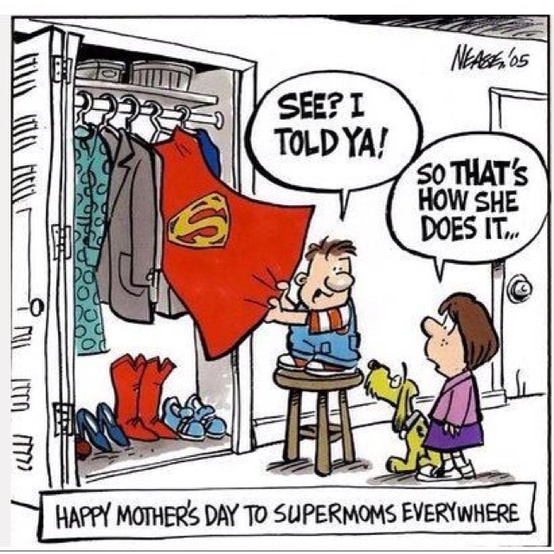 NEASE, '05
SEE? I
TOLD YA!
SO THAT'S
HOW SHE
DOES IT...
S
HAPPY MOTHER'S DAY TO SUPERMOMS EVERYWHERE